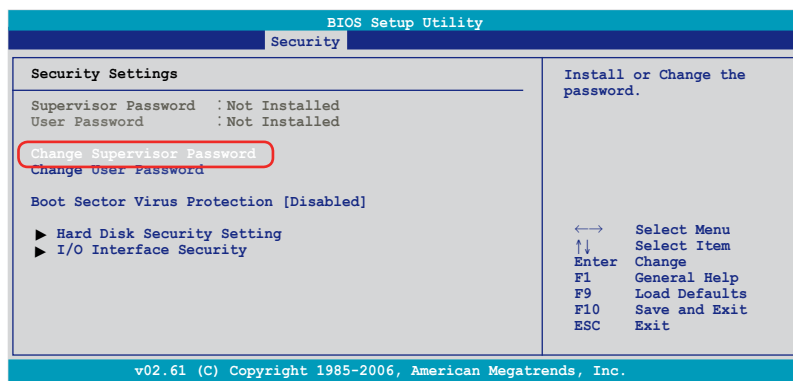 BIOS Setup Utility
Security
Security Settings
Supervisor Password : Not Installed
User Password : Not Installed
Change Supervisor Password
Change User Password
Boot Sector Virus Protection [Disabled]
▶ Hard Disk Security Setting
▶ I/O Interface Security
Install or Change the
password.
←→ Select Menu
↑↓ Select Item
Enter Change
F1 General Help
F9 Load Defaults
F10 Save and Exit
ESC Exit
v02.61 (C) Copyright 1985-2006, American Megatrends, Inc.